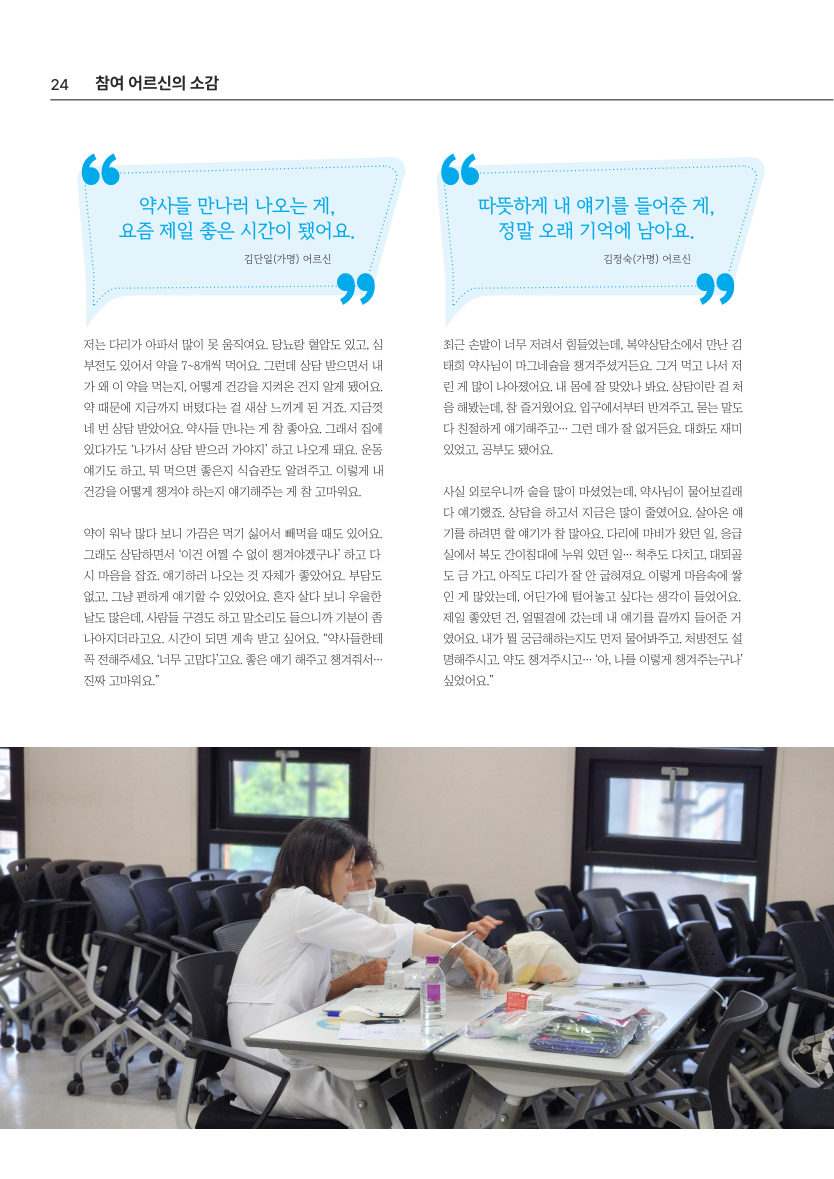 24 참여 어르신의 소감
약사들 만나러 나오는 게,
요즘 제일 좋은 시간이 됐어요.
김단일(가명) 어르신
저는 다리가 아파서 많이 못 움직여요. 당뇨랑 혈압도 있고, 심
부전도 있어서 약을 7~8개씩 먹어요. 그런데 상담 받으면서 내
가 왜 이 약을 먹는지, 어떻게 건강을 지켜온 건지 알게 됐어요.
약 때문에 지금까지 버텼다는 걸 새삼 느끼게 된 거죠. 지금껏
네 번 상담 받았어요. 약사들 만나는 게 참 좋아요. 그래서 집에
있다가도 ‘나가서 상담 받으러 가야지’ 하고 나오게 돼요. 운동
얘기도 하고, 뭐 먹으면 좋은지 식습관도 알려주고. 이렇게 내
건강을 어떻게 챙겨야 하는지 얘기해주는 게 참 고마워요.
약이 워낙 많다 보니 가끔은 먹기 싫어서 빼먹을 때도 있어요.
그래도 상담하면서 ‘이건 어쩔 수 없이 챙겨야겠구나’ 하고 다
시 마음을 잡죠. 얘기하러 나오는 것 자체가 좋았어요. 부담도
없고, 그냥 편하게 얘기할 수 있었어요. 혼자 살다 보니 우울한
날도 많은데, 사람들 구경도 하고 말소리도 들으니까 기분이 좀
나아지더라고요. 시간이 되면 계속 받고 싶어요. “약사들한테
꼭 전해주세요. ‘너무 고맙다’고요. 좋은 얘기 해주고 챙겨줘서…
진짜 고마워요.”
따뜻하게 내 얘기를 들어준 게,
정말 오래 기억에 남아요.
김정숙(가명) 어르신
최근 손발이 너무 저려서 힘들었는데, 복약상담소에서 만난 김
태희 약사님이 마그네슘을 챙겨주셨거든요. 그거 먹고 나서 저
린 게 많이 나아졌어요. 내 몸에 잘 맞았나 봐요. 상담이란 걸 처
음 해봤는데, 참 즐거웠어요. 입구에서부터 반겨주고, 묻는 말도
다 친절하게 얘기해주고… 그런 데가 잘 없거든요. 대화도 재미
있었고, 공부도 됐어요.
사실 외로우니까 술을 많이 마셨었는데, 약사님이 물어보길래
다 얘기했죠. 상담을 하고서 지금은 많이 줄였어요. 살아온 얘
기를 하려면 할 얘기가 참 많아요. 다리에 마비가 왔던 일, 응급
실에서 복도 간이침대에 누워 있던 일… 척추도 다치고, 대퇴골
도 금 가고, 아직도 다리가 잘 안 굽혀져요. 이렇게 마음속에 쌓
인 게 많았는데, 어딘가에 털어놓고 싶다는 생각이 들었어요.
제일 좋았던 건, 얼떨결에 갔는데 내 얘기를 끝까지 들어준 거
였어요. 내가 뭘 궁금해하는지도 먼저 물어봐주고. 처방전도 설
명해주시고. 약도 챙겨주시고… ‘아, 나를 이렇게 챙겨주는구나’
싶었어요.”